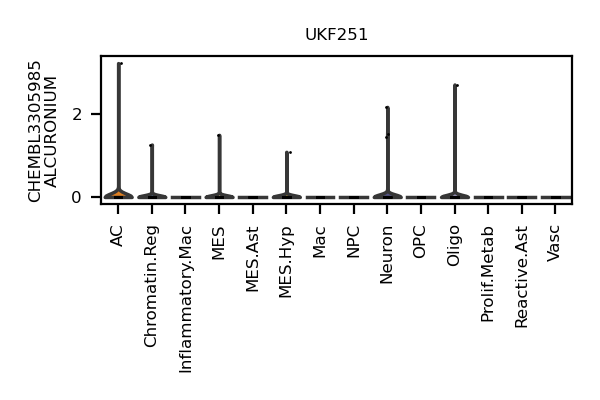 UKF251
CHEMBL3305985
ALCURONIUM
2
0
AC
Chromatin.Reg
Inflammatory.Mac
MES
MES.Ast
MES.Hyp
Mac
NPC
Neuron
OPC
Oligo
Prolif.Metab
Reactive.Ast
Vasc